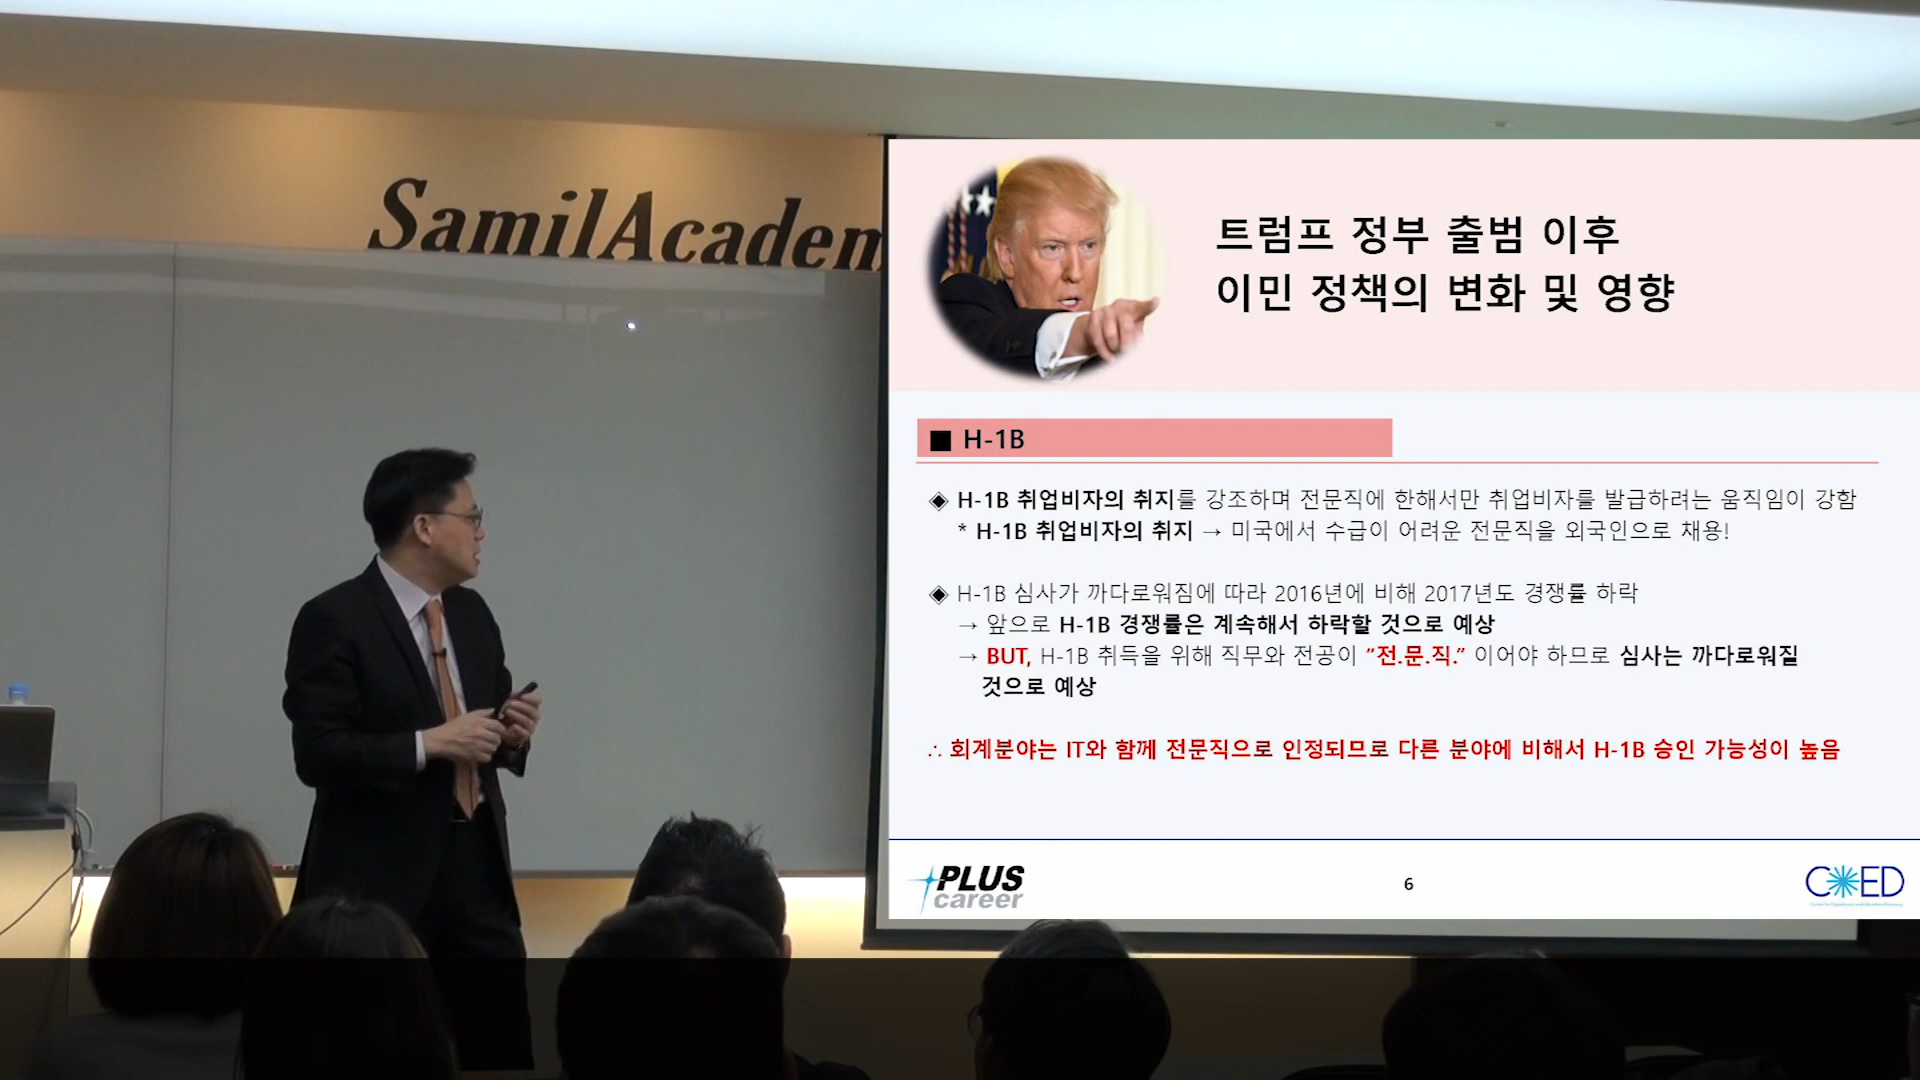 SamilAcadem
트럼프 정부 출범 이후
이민 정책의 변화 및 영향
■ H-1B
◈ H-1B 취업비자의 취지를 강조하며 전문직에 한해서만 취업비자를 발급하려는 움직임이 강함
* H-1B 취업비자의 취지 → 미국에서 수급이 어려운 전문직을 외국인으로 채용!
◈ H-1B 심사가 까다로워짐에 따라 2016년에 비해 2017년도 경쟁률 하락
→ 앞으로 H-1B 경쟁률은 계속해서 하락할 것으로 예상
→ BUT, H-1B 취득을 위해 직무와 전공이 “전.문.직.” 이어야 하므로 심사는 까다로워질
것으로 예상
∴ 회계분야는 IT와 함께 전문직으로 인정되므로 다른 분야에 비해서 H-1B 승인 가능성이 높음
PLUS
career
6
COED